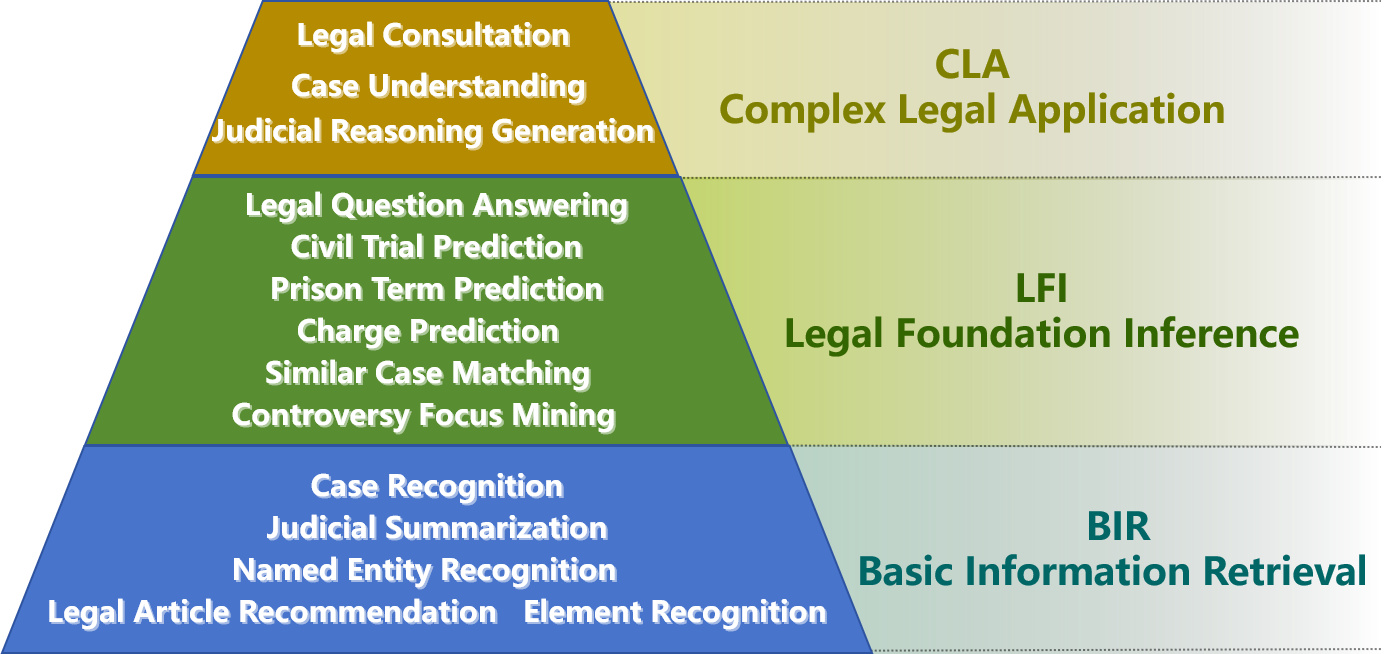 Legal Consultation
Case Understanding
Judicial Reasoning Generation
CLA
Complex Legal Application
Legal Question Answering
Civil Trial Prediction
Prison Term Prediction
Charge Prediction
Similar Case Matching
Controversy Focus Mining
LFI
Legal Foundation Inference
Case Recognition
Judicial Summarization
Named Entity Recognition
Legal Article Recommendation Element Recognition
BIR
Basic Information Retrieval